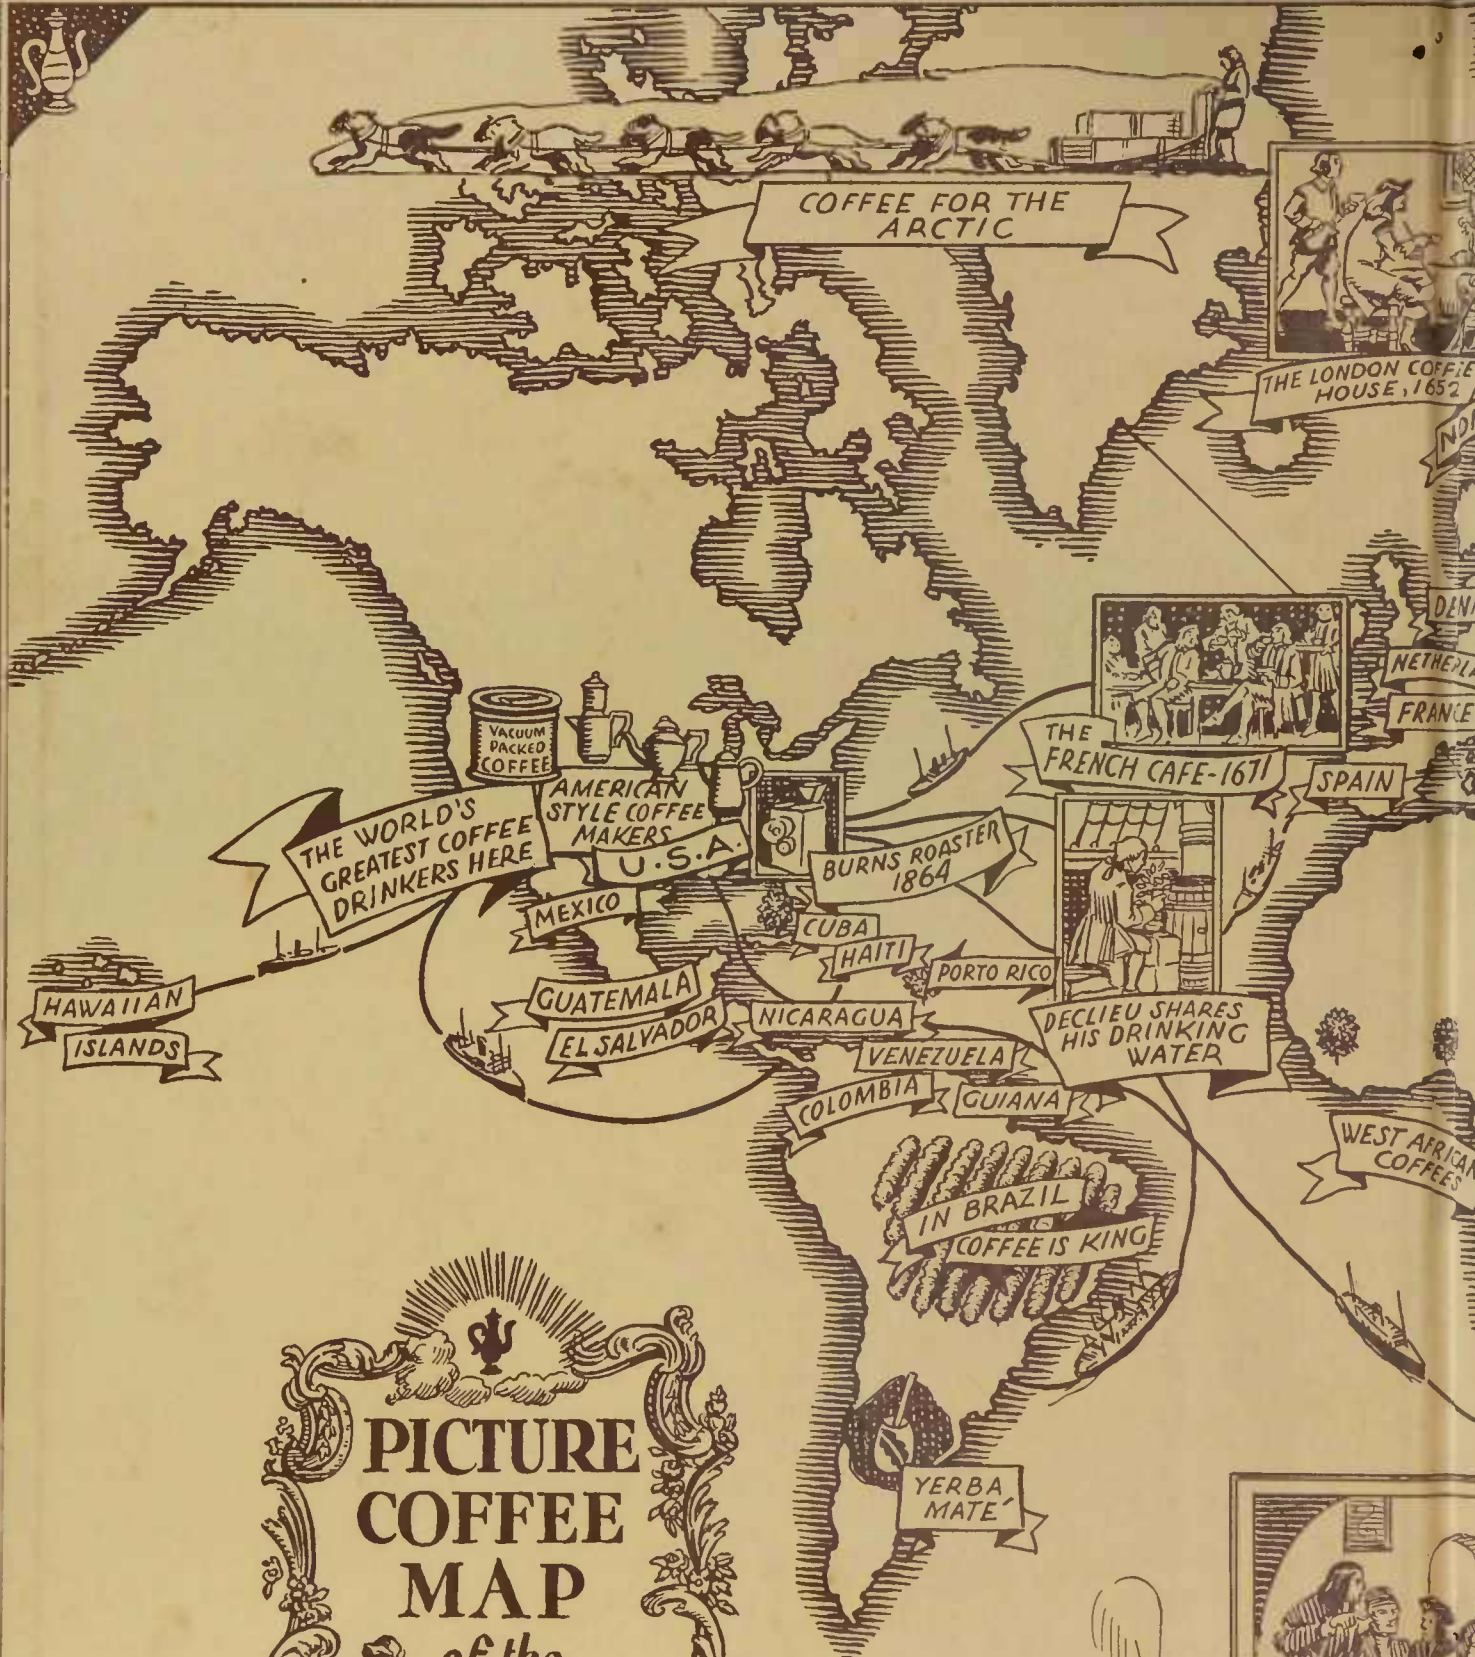 COFFEE FOR THE
ARCTIC
THE LONDON COFFEE
HOUSE, 1652
VACUUM
PACKED
COFFEE
AMERICAN
STYLE COFFEE
MAKERS
U.S.A.
THE WORLD'S
GREATEST COFFEE
DRINKERS HERE
BURNS ROASTER
1864
THE
FRENCH CAFE-1671
NETHERLA
FRANCE
SPAIN
MEXICO
CUBA
HAITI
PORTO RICO
HAWAIIAN
ISLANDS
GUATEMALA
EL SALVADOR
NICARAGUA
VENEZUELA
COLOMBIA
GUIANA
DECLIEU SHARES
HIS DRINKING
WATER
WEST AFRICAN
COFFEES
IN BRAZIL
COFFEE IS KING
YERBA
MATÉ
PICTURE
COFFEE
MAP
of the